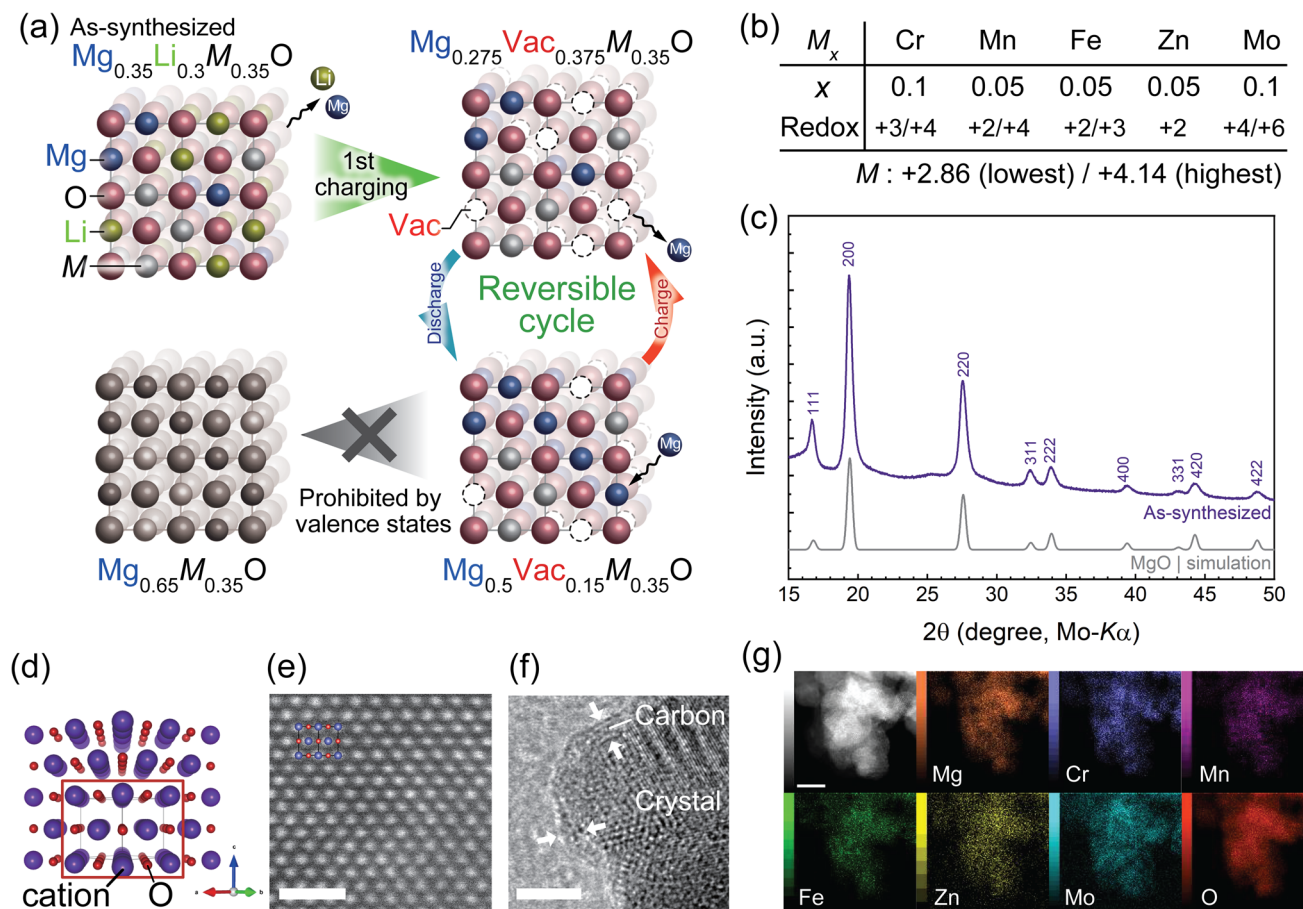 (a)
As-synthesized
Mg0.35Li0.3M0.35O
Li
Mg
Mg
O
Li
M
1st
charging
Mg0.275Vac0.375M0.35O
Vac
Mg
Discharge
Reversible
cycle
Charge
Mg
Prohibited by
valence states
Mg0.65M0.35O
Mg0.5Vac0.15M0.35O
(b)
Mx Cr Mn Fe Zn Mo
x 0.1 0.05 0.05 0.05 0.1
Redox +3/+4 +2/+4 +2/+3 +2 +4/+6
M : +2.86 (lowest) / +4.14 (highest)
(c)
Intensity (a.u.)
111
200
220
311
222
400
331
420
422
As-synthesized
MgO | simulation
15 20 25 30 35 40 45 50
2θ (degree, Mo-Kα)
(d)
cation
O
a
b
c
(e)
(f)
Carbon
Crystal
(g)
Mg
Cr
Mn
Fe
Zn
Mo
O